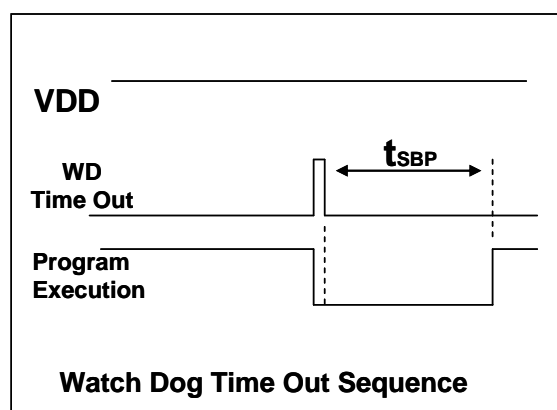 VDD
tSBP
WD
Time Out
Program
Execution
Watch Dog Time Out Sequence